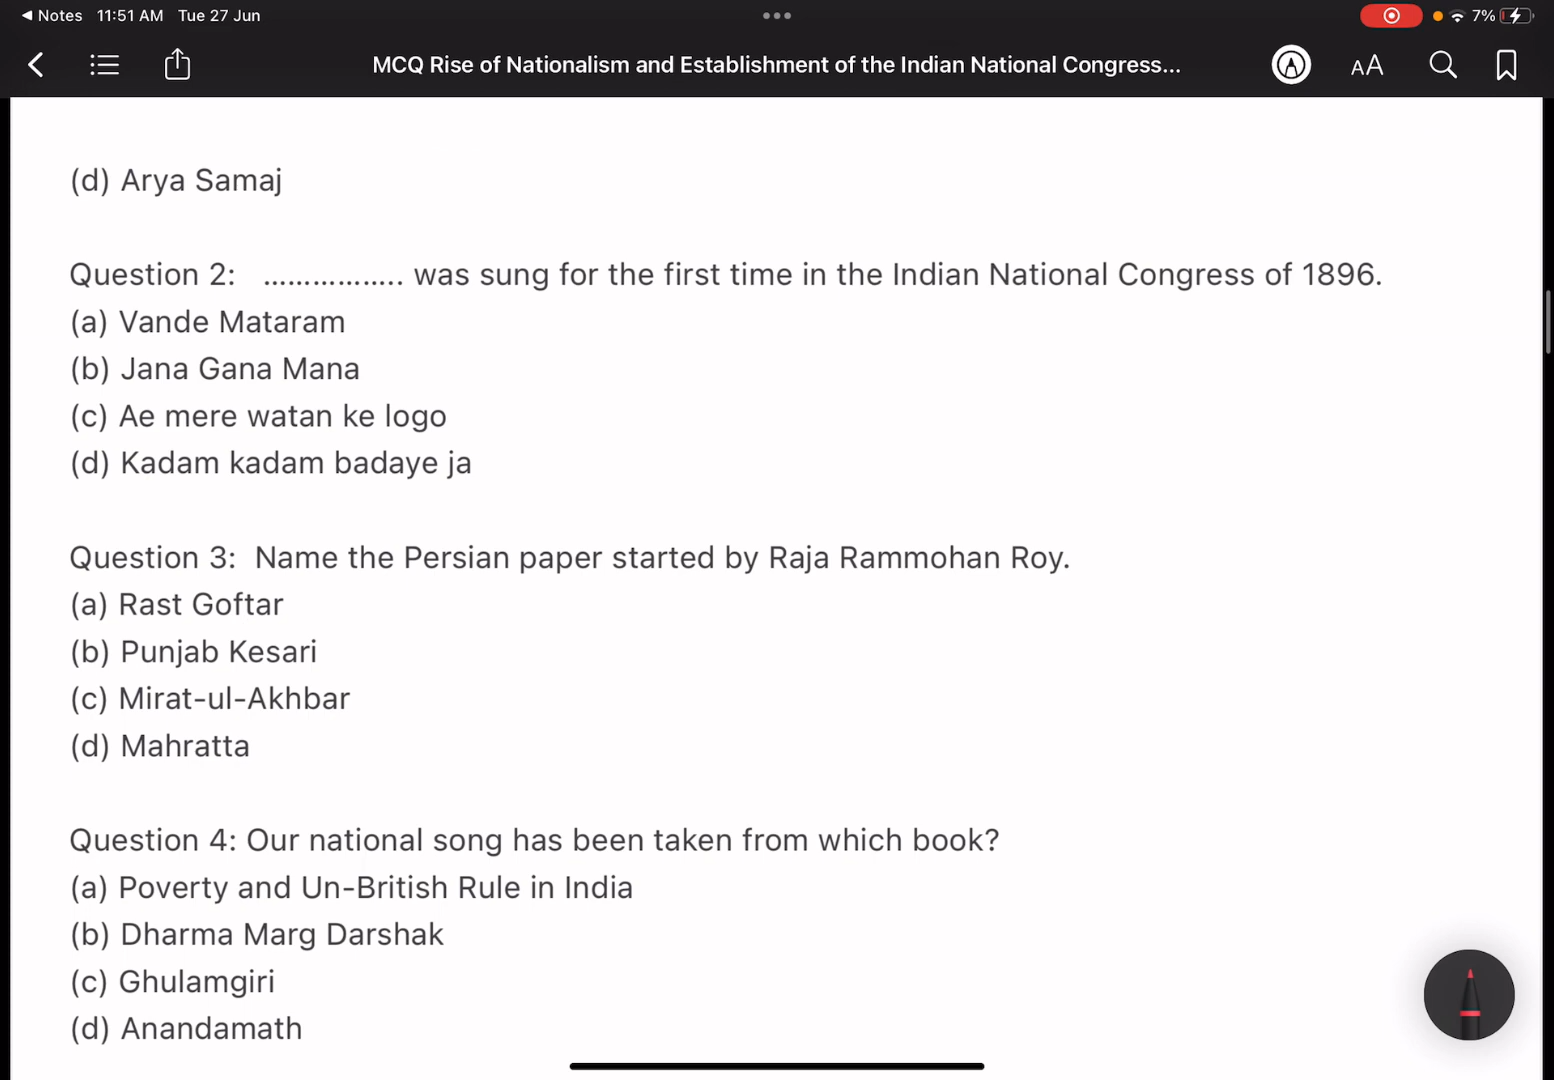 ◀ Notes 11:51 AM Tue 27 Jun
7%
MCQ Rise of Nationalism and Establishment of the Indian National Congress...
AA
(d) Arya Samaj
Question 2: ................. was sung for the first time in the Indian National Congress of 1896.
(a) Vande Mataram
(b) Jana Gana Mana
(c) Ae mere watan ke logo
(d) Kadam kadam badaye ja
Question 3: Name the Persian paper started by Raja Rammohan Roy.
(a) Rast Goftar
(b) Punjab Kesari
(c) Mirat-ul-Akhbar
(d) Mahratta
Question 4: Our national song has been taken from which book?
(a) Poverty and Un-British Rule in India
(b) Dharma Marg Darshak
(c) Ghulamgiri
(d) Anandamath